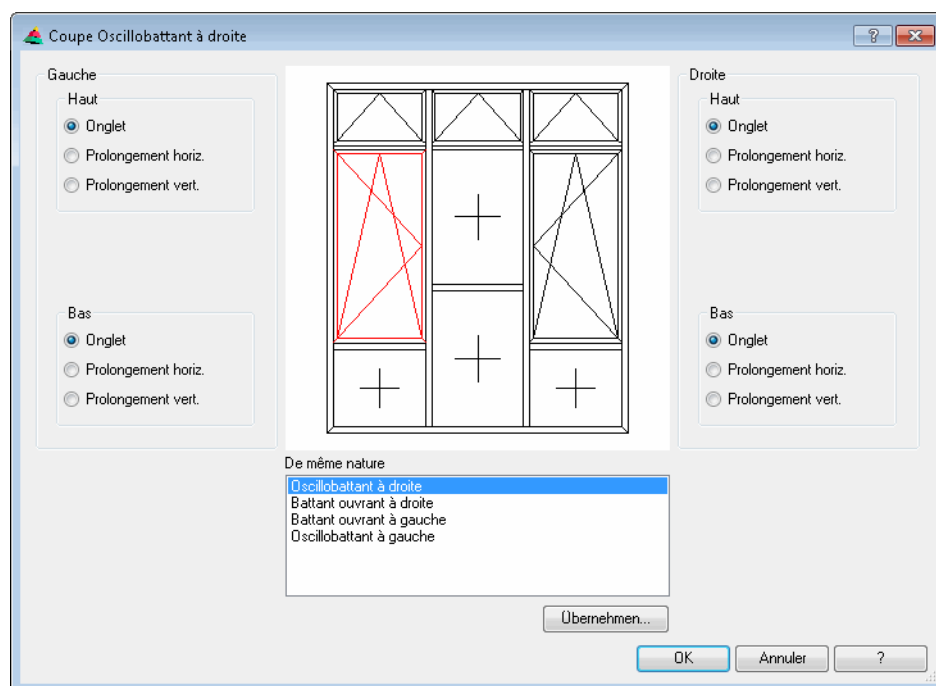 Coupe Oscillobattant à droite
?
Gauche
Haut
Onglet
Prolongement horiz.
Prolongement vert.
Bas
Onglet
Prolongement horiz.
Prolongement vert.
Droite
Haut
Onglet
Prolongement horiz.
Prolongement vert.
Bas
Onglet
Prolongement horiz.
Prolongement vert.
De même nature
Oscillobattant à droite
Battant ouvrant à droite
Battant ouvrant à gauche
Oscillobattant à gauche
Übernehmen...
OK
Annuler
?